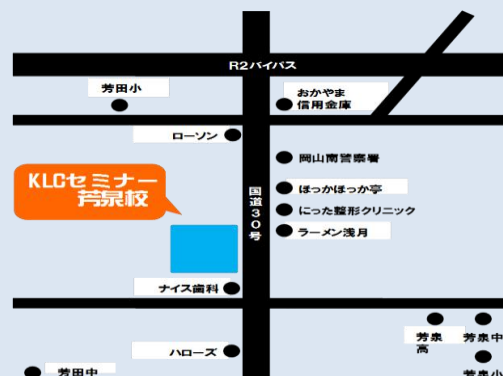 R2バイパス
芳田小
おかやま
信用金庫
ローソン
岡山南警察署
KLCセミナー
芳泉校
国道30号
ほっかほっか亭
にった整形クリニック
ラーメン浅月
ナイス歯科
ハローズ
芳泉
高
芳泉中
芳田中
芳泉小